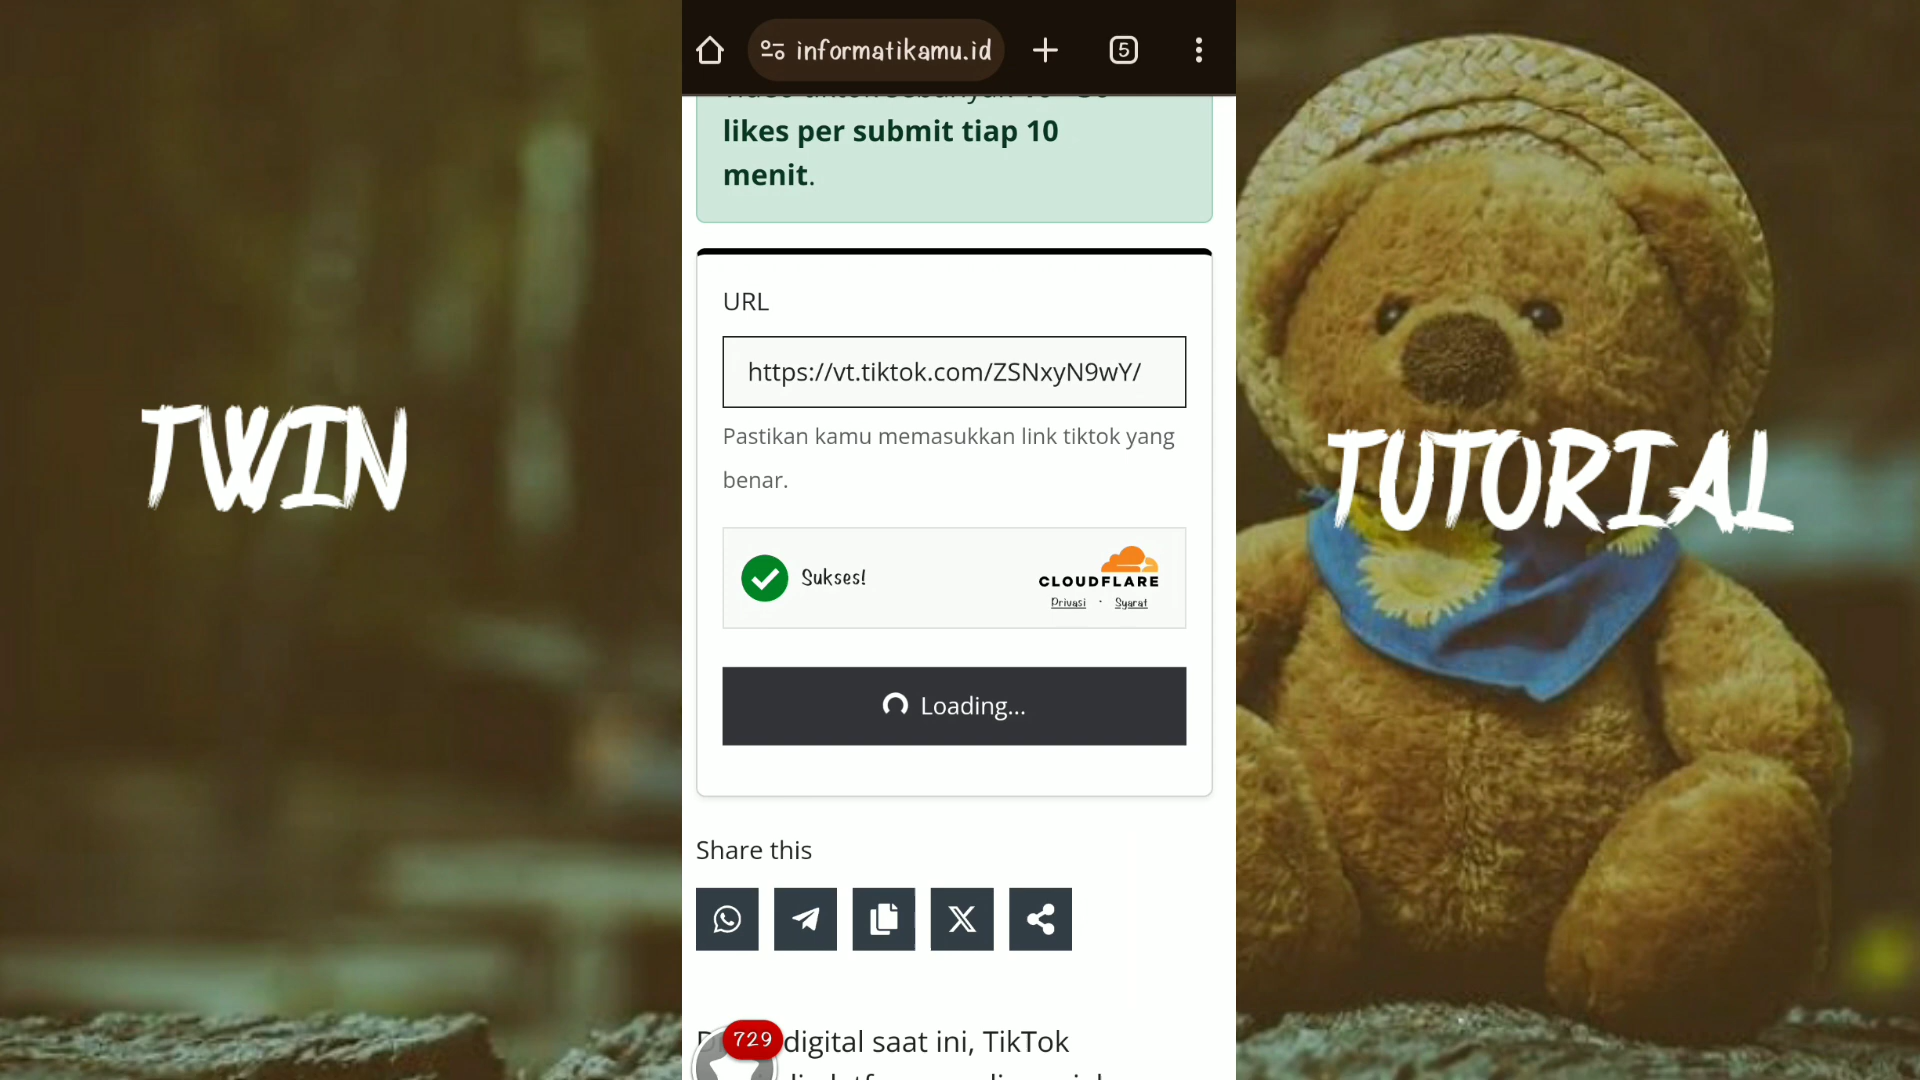 informatikamu.id
5
likes per submit tiap 10
menit.
URL
https://vt.tiktok.com/ZSNxyN9wY/
Pastikan kamu memasukkan link tiktok yang
benar.
Sukses!
CLOUDFLARE
Privasi · Syarat
Loading...
TWIN
TUTORIAL
Share this
729
digital saat ini, TikTok